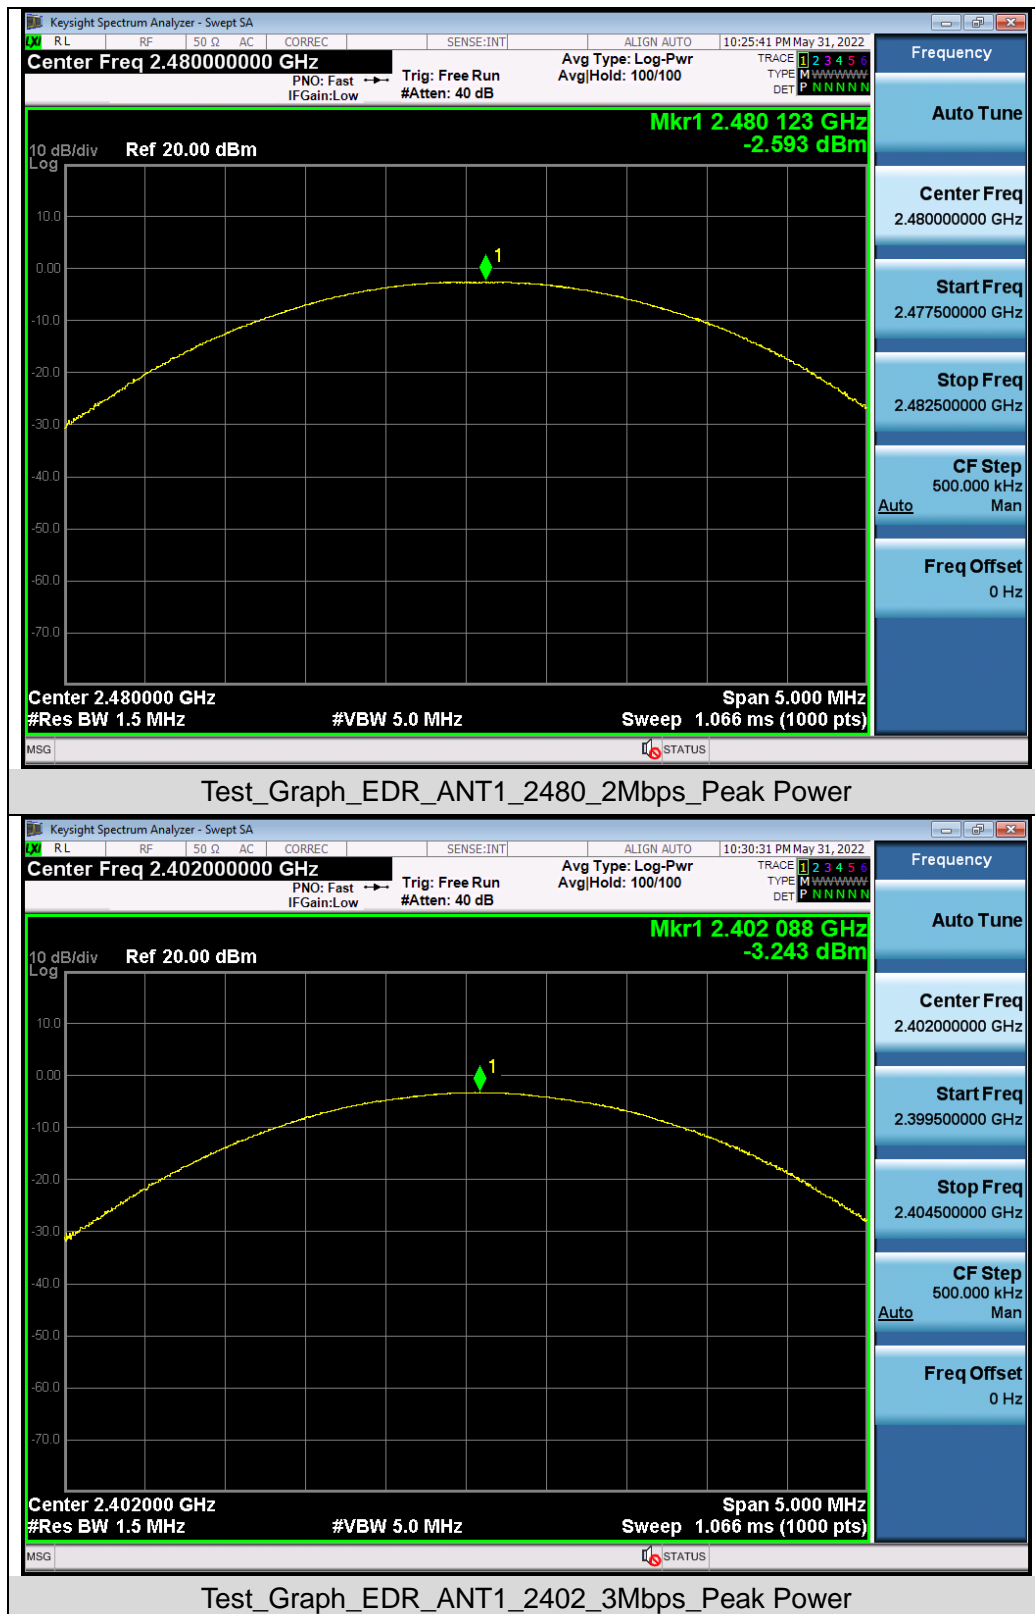 Keysight Spectrum Analyzer - Swept SA
LXI RL RF 50 Ω AC CORREC SENSE:INT ALIGN AUTO 10:25:41 PM May 31, 2022
Center Freq 2.480000000 GHz
PNO: Fast
IFGain:Low
Trig: Free Run
#Atten: 40 dB
Avg Type: Log-Pwr
Avg|Hold: 100/100
TRACE 1 2 3 4 5 6
TYPE M W W W W W
DET P N N N N N
Mkr1 2.480 123 GHz
-2.593 dBm
10 dB/div Ref 20.00 dBm
Log
10.0
0.00
1
-10.0
-20.0
-30.0
-40.0
-50.0
-60.0
-70.0
Center 2.480000 GHz Span 5.000 MHz
#Res BW 1.5 MHz #VBW 5.0 MHz Sweep 1.066 ms (1000 pts)
MSG STATUS
Frequency
Auto Tune
Center Freq
2.480000000 GHz
Start Freq
2.477500000 GHz
Stop Freq
2.482500000 GHz
CF Step
500.000 kHz
Auto Man
Freq Offset
0 Hz
Test_Graph_EDR_ANT1_2480_2Mbps_Peak Power
Keysight Spectrum Analyzer - Swept SA
LXI RL RF 50 Ω AC CORREC SENSE:INT ALIGN AUTO 10:30:31 PM May 31, 2022
Center Freq 2.402000000 GHz
PNO: Fast
IFGain:Low
Trig: Free Run
#Atten: 40 dB
Avg Type: Log-Pwr
Avg|Hold: 100/100
TRACE 1 2 3 4 5 6
TYPE M W W W W W
DET P N N N N N
Mkr1 2.402 088 GHz
-3.243 dBm
10 dB/div Ref 20.00 dBm
Log
10.0
0.00
1
-10.0
-20.0
-30.0
-40.0
-50.0
-60.0
-70.0
Center 2.402000 GHz Span 5.000 MHz
#Res BW 1.5 MHz #VBW 5.0 MHz Sweep 1.066 ms (1000 pts)
MSG STATUS
Frequency
Auto Tune
Center Freq
2.402000000 GHz
Start Freq
2.399500000 GHz
Stop Freq
2.404500000 GHz
CF Step
500.000 kHz
Auto Man
Freq Offset
0 Hz
Test_Graph_EDR_ANT1_2402_3Mbps_Peak Power